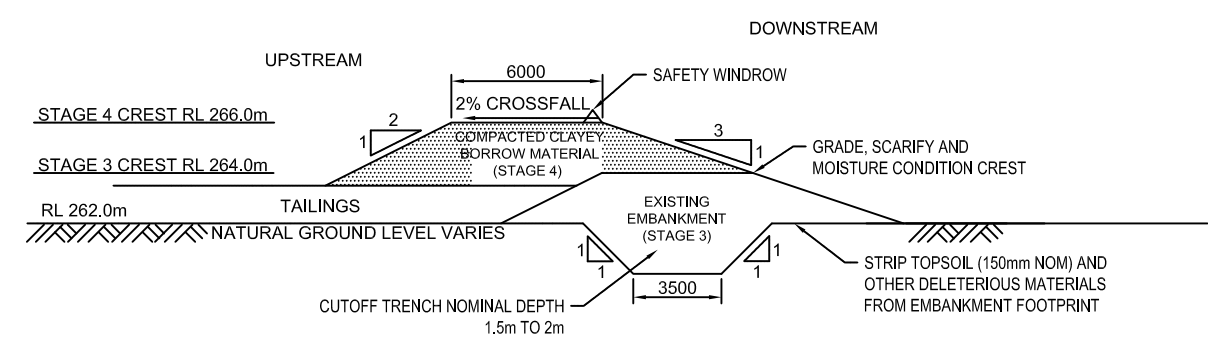 DOWNSTREAM
UPSTREAM
6000
SAFETY WINDROW
2% CROSSFALL
STAGE 4 CREST RL 266.0m
2
1
3
1
COMPACTED CLAYEY
BORROW MATERIAL
(STAGE 4)
GRADE, SCARIFY AND
MOISTURE CONDITION CREST
STAGE 3 CREST RL 264.0m
TAILINGS
RL 262.0m
NATURAL GROUND LEVEL VARIES
EXISTING
EMBANKMENT
(STAGE 3)
1
1
1
1
3500
CUTOFF TRENCH NOMINAL DEPTH
1.5m TO 2m
STRIP TOPSOIL (150mm NOM) AND
OTHER DELETERIOUS MATERIALS
FROM EMBANKMENT FOOTPRINT